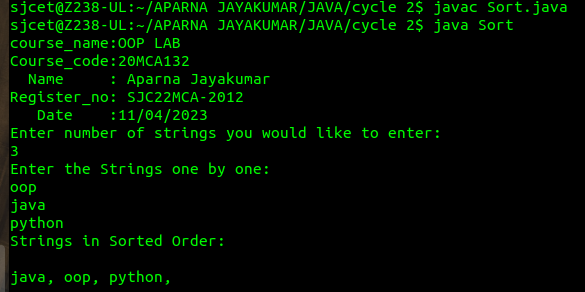 sjcet@Z238-UL:~/APARNA JAYAKUMAR/JAVA/cycle 2$ javac Sort.java
sjcet@Z238-UL:~/APARNA JAYAKUMAR/JAVA/cycle 2$ java Sort
course_name:OOP LAB
Course_code:20MCA132
  Name     : Aparna Jayakumar
Register_no: SJC22MCA-2012
   Date    :11/04/2023
Enter number of strings you would like to enter:
3
Enter the Strings one by one:
oop
java
python
Strings in Sorted Order:

java, oop, python,